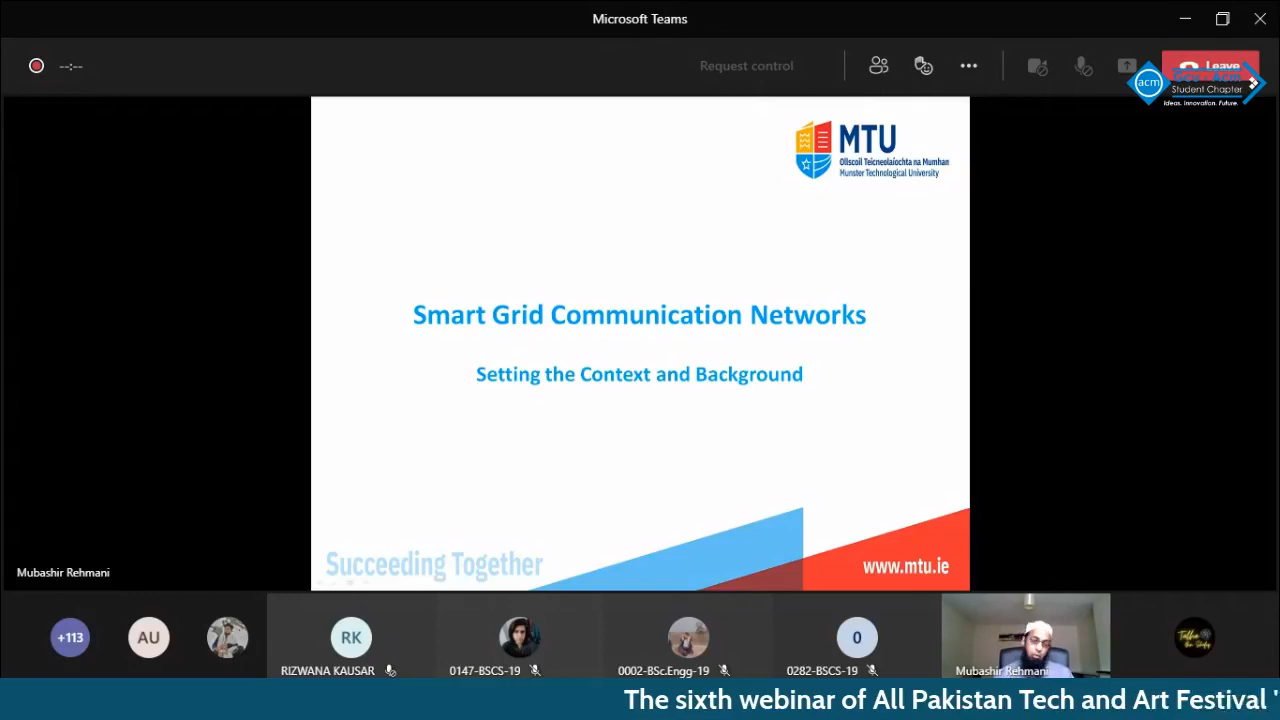 Microsoft Teams
--:--
Request control
Leave
acm
Student Chapter
Ideas. Innovation. Future.
MTU
Ollscoil Teicneolaíochta na Mumhan
Munster Technological University
Smart Grid Communication Networks
Setting the Context and Background
Succeeding Together
www.mtu.ie
Mubashir Rehmani
+113
AU
RK
RIZWANA KAUSAR
0147-BSCS-19
0002-BSc.Engg-19
0
0282-BSCS-19
Mubashir Rehmani
The sixth webinar of All Pakistan Tech and Art Festival '